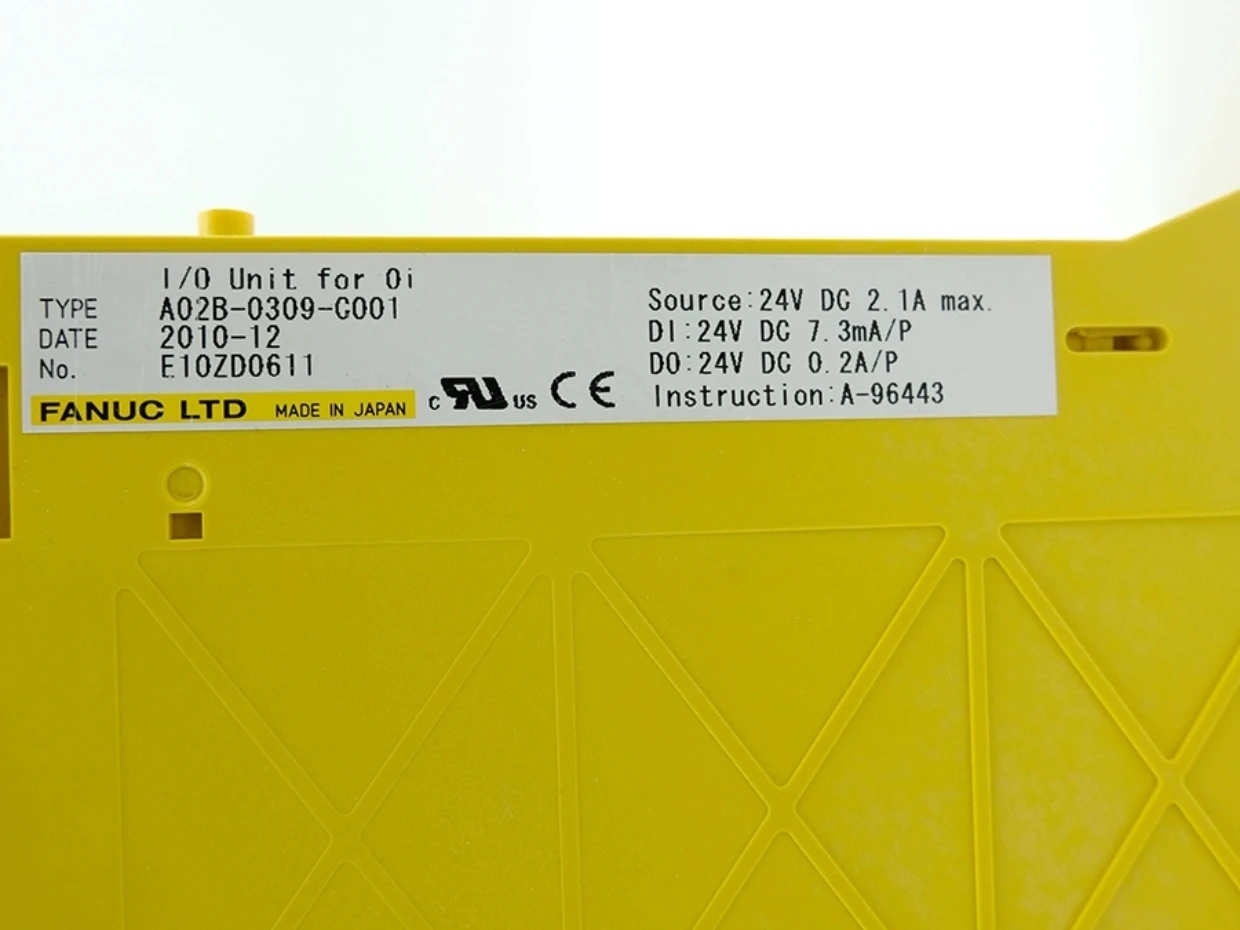 I/O Unit for 0i
TYPE A02B-0309-C001
DATE 2010-12
No. E10ZD0611
FANUC LTD MADE IN JAPAN
c RU US CE
Source:24V DC 2.1A max.
DI:24V DC 7.3mA/P
DO:24V DC 0.2A/P
Instruction:A-96443